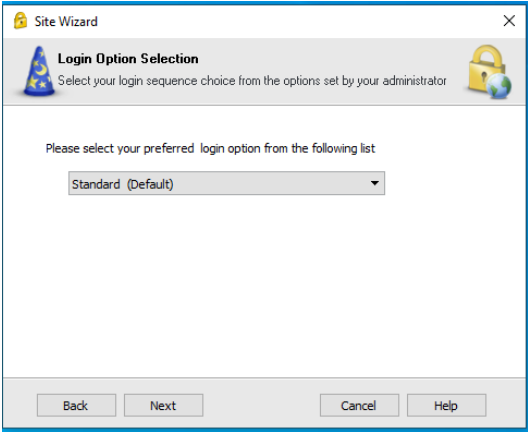 Site Wizard
Login Option Selection
Select your login sequence choice from the options set by your administrator
Please select your preferred login option from the following list
Standard (Default)
Back Next Cancel Help